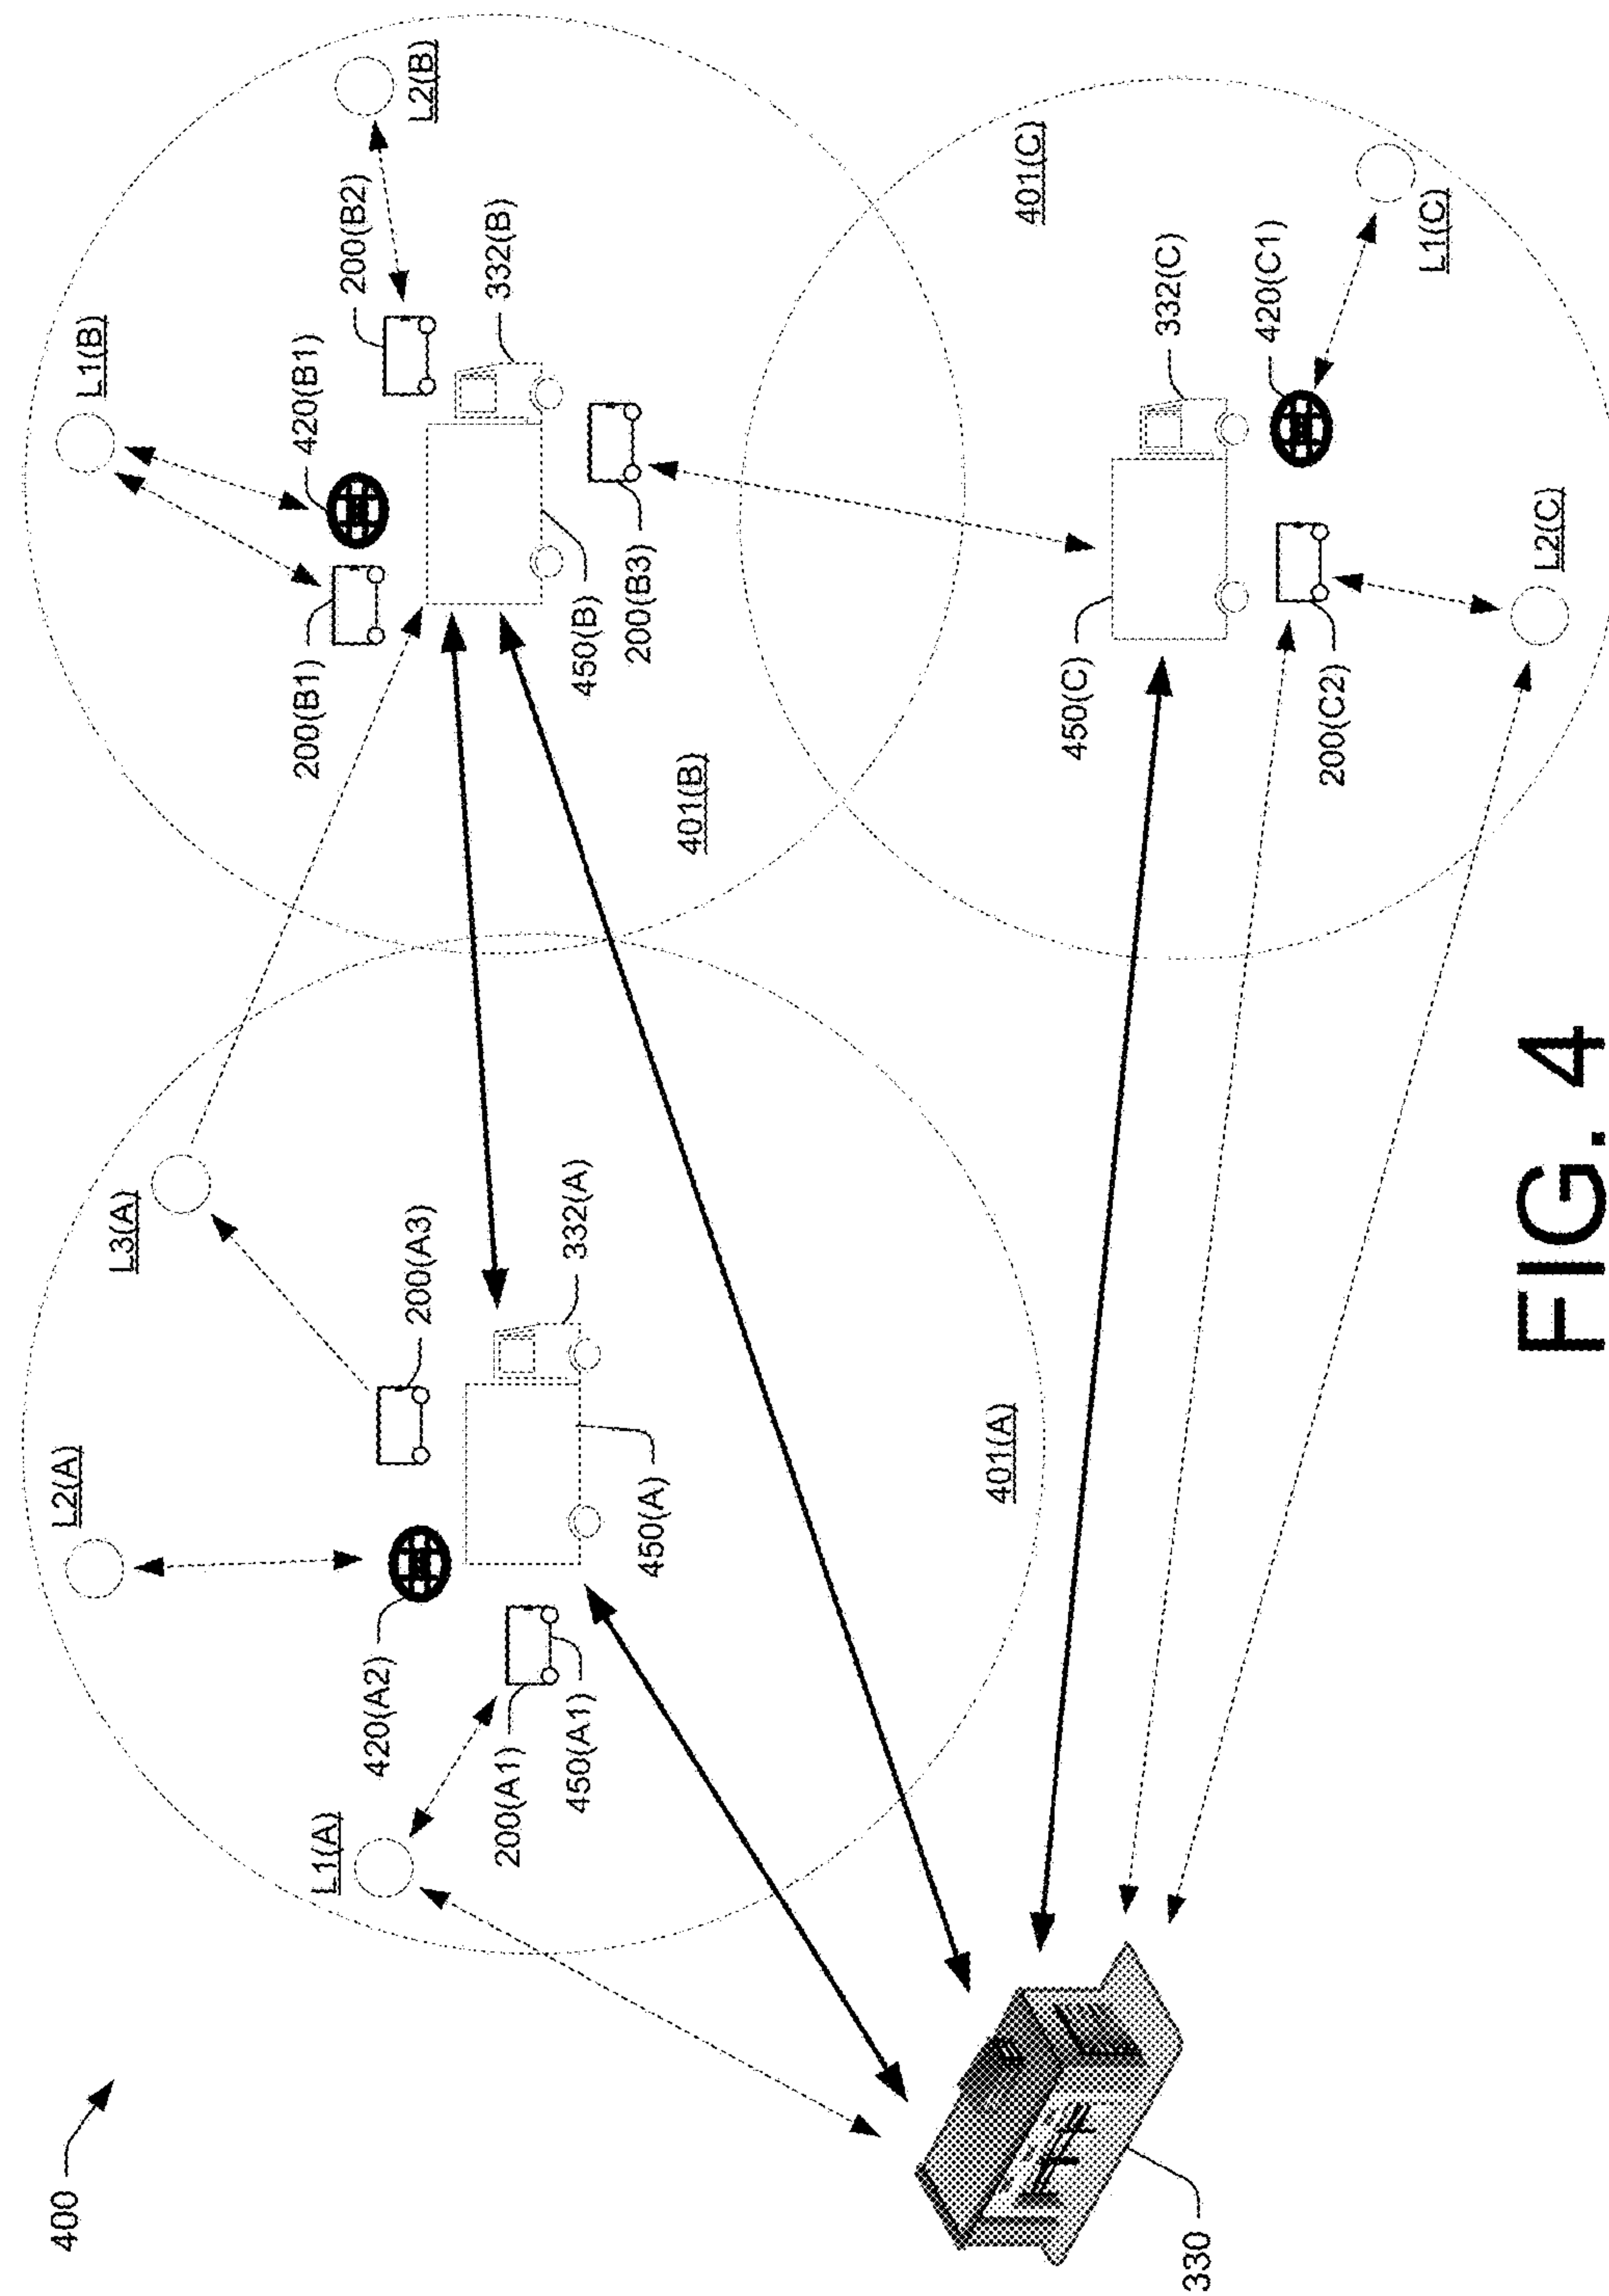 400
L1(A)
L2(A)
L3(A)
420(A2)
200(A3)
200(A1)
450(A1)
450(A)
332(A)
401(A)
L1(B)
L2(B)
200(B1)
420(B1)
200(B2)
332(B)
450(B)
200(B3)
401(B)
401(C)
450(C)
332(C)
420(C1)
200(C2)
L1(C)
L2(C)
330
FIG. 4